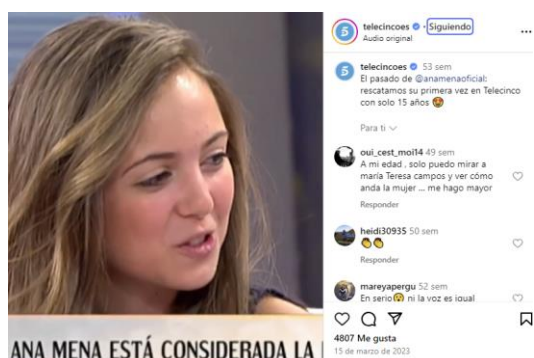 telecincoes · Siguiendo
Audio original
telecincoes 53 sem
El pasado de @anamenaoficial:
rescatamos su primera vez en Telecinco
con solo 15 años 😍
Para ti
oui_cest_moi14 49 sem
A mi edad . solo puedo mirar a
maría Teresa campos y ver cómo
anda la mujer ... me hago mayor
Responder
heidi30935 50 sem
👏👏
Responder
mareyapergu 52 sem
En serio😲 ni la voz es igual
4807 Me gusta
15 de marzo de 2023
ANA MENA ESTÁ CONSIDERADA LA